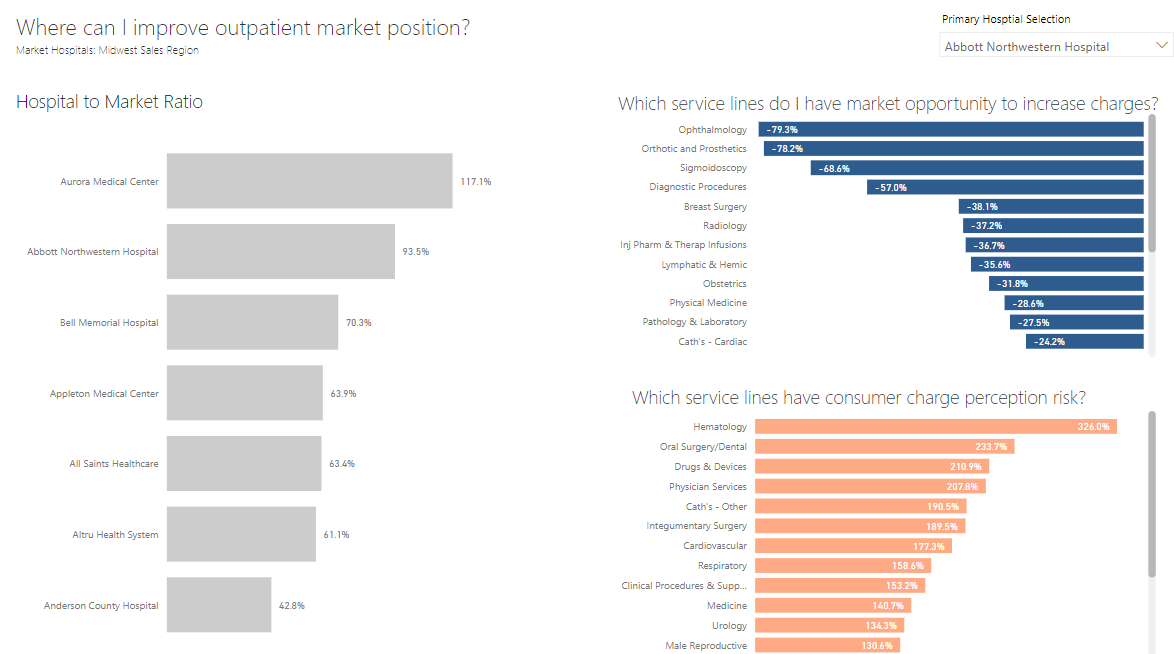 Where can I improve outpatient market position?
Market Hospitals: Midwest Sales Region
Primary Hosptial Selection
Abbott Northwestern Hospital
Hospital to Market Ratio
Aurora Medical Center 117.1%
Abbott Northwestern Hospital 93.5%
Bell Memorial Hospital 70.3%
Appleton Medical Center 63.9%
All Saints Healthcare 63.4%
Altru Health System 61.1%
Anderson County Hospital 42.8%
Which service lines do I have market opportunity to increase charges?
Ophthalmology -79.3%
Orthotic and Prosthetics -78.2%
Sigmoidoscopy -68.6%
Diagnostic Procedures -57.0%
Breast Surgery -38.1%
Radiology -37.2%
Inj Pharm & Therap Infusions -36.7%
Lymphatic & Hemic -35.6%
Obstetrics -31.8%
Physical Medicine -28.6%
Pathology & Laboratory -27.5%
Cath's - Cardiac -24.2%
Which service lines have consumer charge perception risk?
Hematology 326.0%
Oral Surgery/Dental 233.7%
Drugs & Devices 210.9%
Physician Services 207.8%
Cath's - Other 190.5%
Integumentary Surgery 189.5%
Cardiovascular 177.3%
Respiratory 158.6%
Clinical Procedures & Supp... 153.2%
Medicine 140.7%
Urology 134.3%
Male Reproductive 130.6%